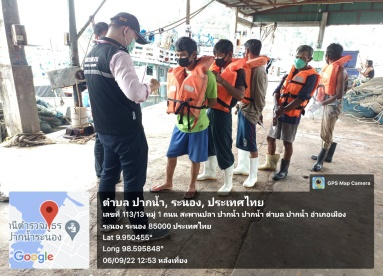 GPS Map Camera
ตำบล ปากน้ำ, ระนอง, ประเทศไทย
เลขที่ 113/13 หมู่ 1 ถนน สะพานปลา ปากน้ำ ปากน้ำ ตำบล ปากน้ำ อำเภอเมือง
ระนอง ระนอง 85000 ประเทศไทย
Lat 9.950455°
Long 98.595848°
06/09/22 12:53 หลังเที่ยง
Google